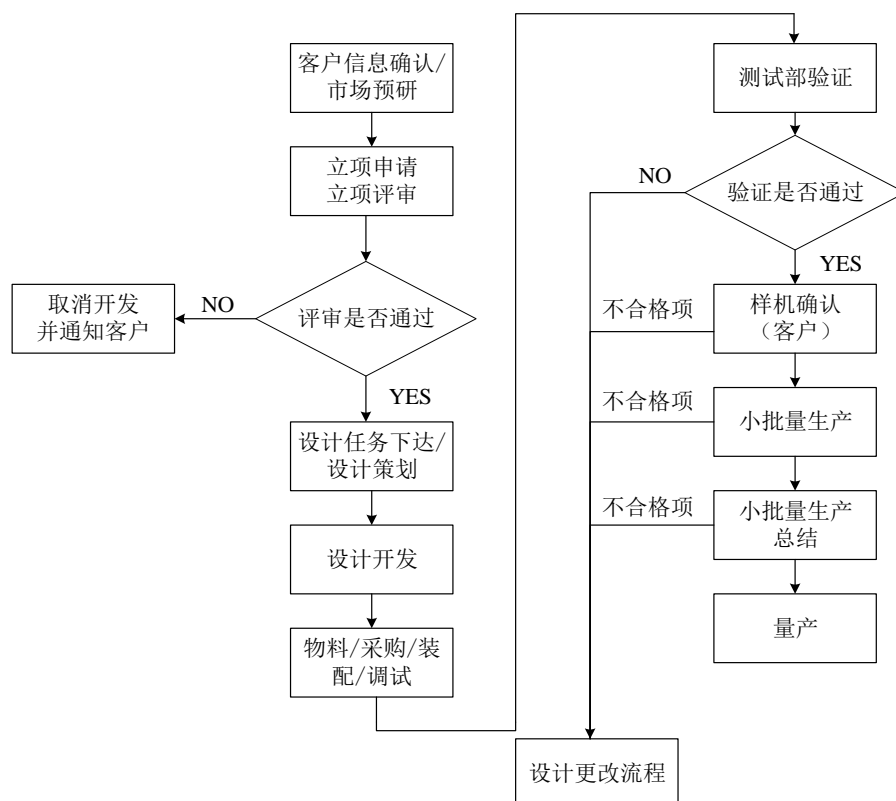 客户信息确认/
市场预研
立项申请
立项评审
评审是否通过
NO
取消开发
并通知客户
YES
设计任务下达/
设计策划
设计开发
物料/采购/装
配/调试
测试部验证
验证是否通过
NO
YES
样机确认
（客户）
不合格项
小批量生产
不合格项
小批量生产
总结
不合格项
量产
设计更改流程